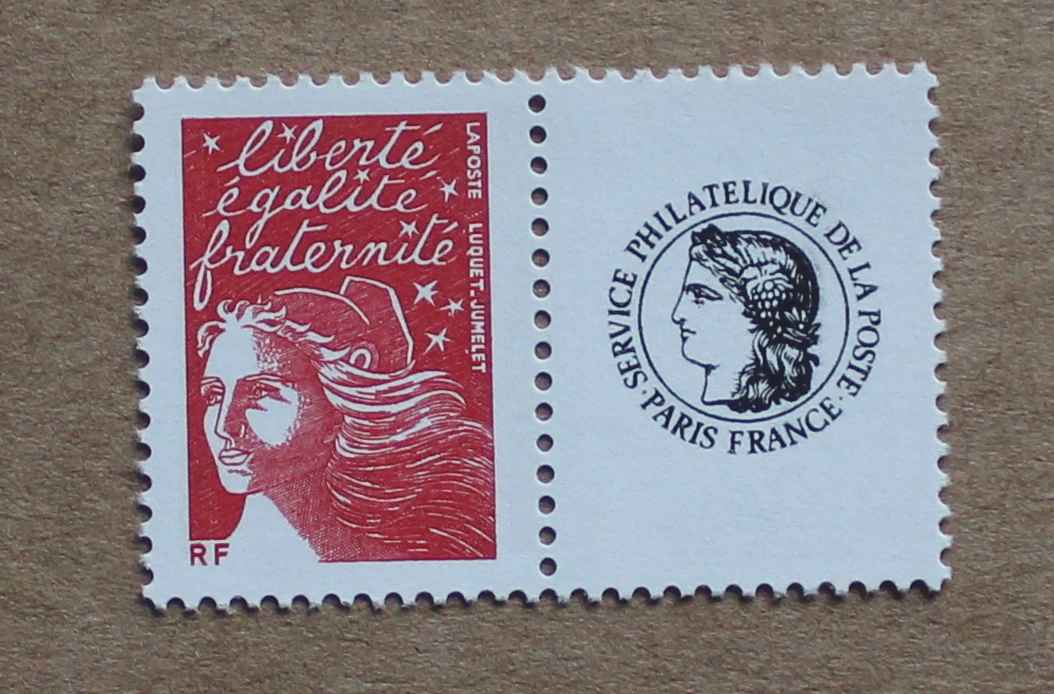 liberté
égalité
fraternité
LAPOSTE LUQUET-JUMELET
RF
SERVICE PHILATELIQUE DE LA POSTE
· PARIS FRANCE ·